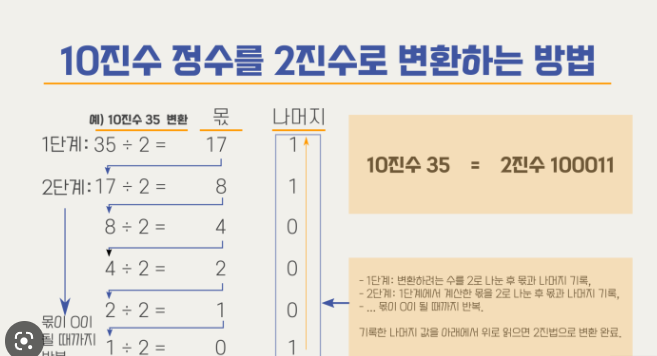 10진수 정수를 2진수로 변환하는 방법
예) 10진수 35 변환 몫 나머지
1단계: 35 ÷ 2 = 17 1
2단계: 17 ÷ 2 = 8 1
8 ÷ 2 = 4 0
4 ÷ 2 = 2 0
2 ÷ 2 = 1 0
몫이 0이
될 때까지
반복
1 ÷ 2 = 0 1
10진수 35 = 2진수 100011
- 1단계: 변환하려는 수를 2로 나눈 후 몫과 나머지 기록,
- 2단계: 1단계에서 계산한 몫을 2로 나눈 후 몫과 나머지 기록,
- ... 몫이 0이 될 때까지 반복.
기록한 나머지 값을 아래에서 위로 읽으면 2진법으로 변환 완료.